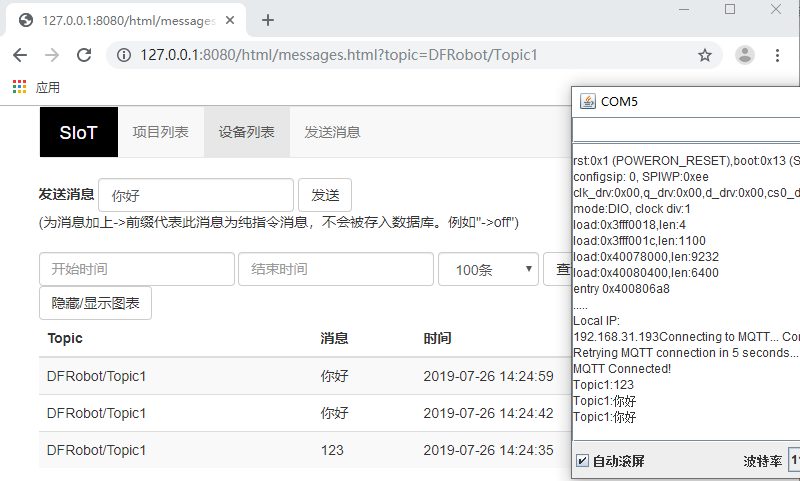 127.0.0.1:8080/html/messages
127.0.0.1:8080/html/messages.html?topic=DFRobot/Topic1
应用
SIoT 项目列表 设备列表 发送消息
发送消息 你好 发送
(为消息加上->前缀代表此消息为纯指令消息，不会被存入数据库。例如"->off")
开始时间 结束时间 100条 查
隐藏/显示图表
Topic 消息 时间
DFRobot/Topic1 你好 2019-07-26 14:24:59
DFRobot/Topic1 你好 2019-07-26 14:24:42
DFRobot/Topic1 123 2019-07-26 14:24:35
COM5
rst:0x1 (POWERON_RESET),boot:0x13 (S
configsip: 0, SPIWP:0xee
clk_drv:0x00,q_drv:0x00,d_drv:0x00,cs0_d
mode:DIO, clock div:1
load:0x3fff0018,len:4
load:0x3fff001c,len:1100
load:0x40078000,len:9232
load:0x40080400,len:6400
entry 0x400806a8
.....
Local IP:
192.168.31.193Connecting to MQTT... Con
Retrying MQTT connection in 5 seconds...
MQTT Connected!
Topic1:123
Topic1:你好
Topic1:你好
自动滚屏 波特率